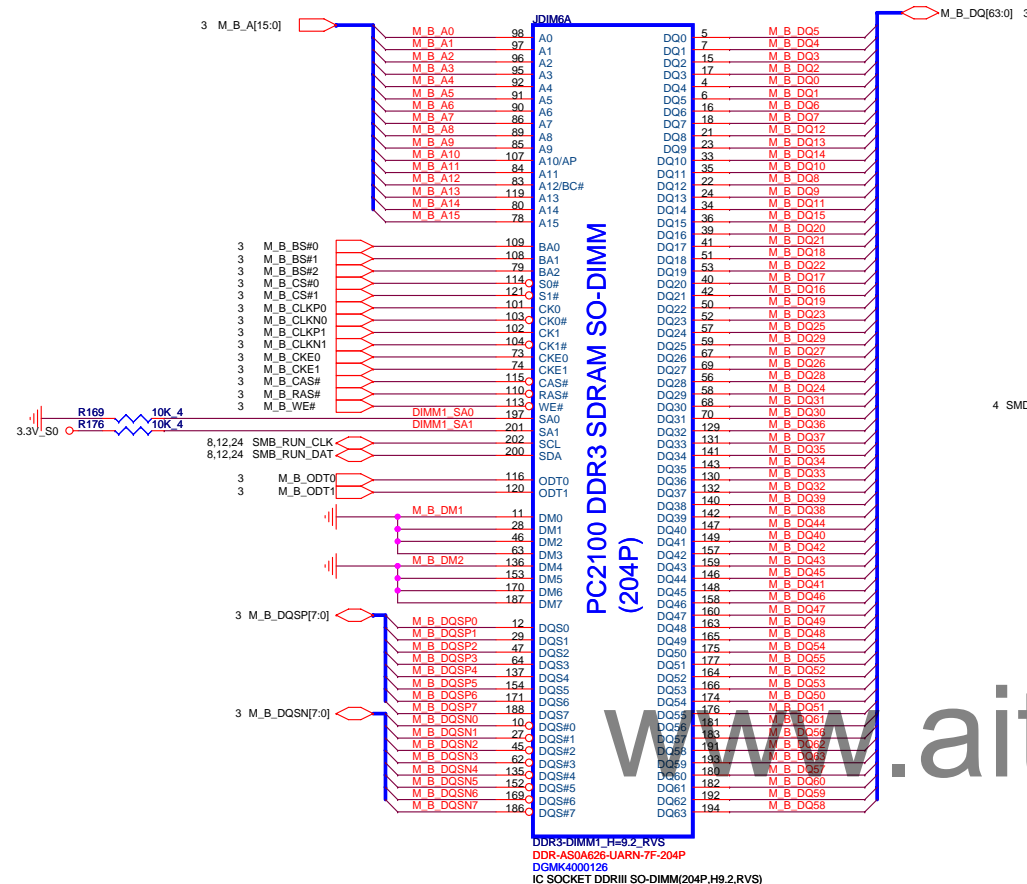 3 M_B_A[15:0]
JDIM6A
M_B_DQ[63:0] 3
M_B_A0 98 A0 DQ0 5 M_B_DQ5
M_B_A1 97 A1 DQ1 7 M_B_DQ4
M_B_A2 96 A2 DQ2 15 M_B_DQ3
M_B_A3 95 A3 DQ3 17 M_B_DQ2
M_B_A4 92 A4 DQ4 4 M_B_DQ0
M_B_A5 91 A5 DQ5 6 M_B_DQ1
M_B_A6 90 A6 DQ6 16 M_B_DQ6
M_B_A7 86 A7 DQ7 18 M_B_DQ7
M_B_A8 89 A8 DQ8 21 M_B_DQ12
M_B_A9 85 A9 DQ9 23 M_B_DQ13
M_B_A10 107 A10/AP DQ10 33 M_B_DQ14
M_B_A11 84 A11 DQ11 35 M_B_DQ10
M_B_A12 83 A12/BC# DQ12 22 M_B_DQ8
M_B_A13 119 A13 DQ13 24 M_B_DQ9
M_B_A14 80 A14 DQ14 34 M_B_DQ11
M_B_A15 78 A15 DQ15 36 M_B_DQ15
DQ16 39 M_B_DQ20
3 M_B_BS#0 109 BA0 DQ17 41 M_B_DQ21
3 M_B_BS#1 108 BA1 DQ18 51 M_B_DQ18
3 M_B_BS#2 79 BA2 DQ19 53 M_B_DQ22
3 M_B_CS#0 114 S0# DQ20 40 M_B_DQ17
3 M_B_CS#1 121 S1# DQ21 42 M_B_DQ16
3 M_B_CLKP0 101 CK0 DQ22 50 M_B_DQ19
3 M_B_CLKN0 103 CK0# DQ23 52 M_B_DQ23
3 M_B_CLKP1 102 CK1 DQ24 57 M_B_DQ25
3 M_B_CLKN1 104 CK1# DQ25 59 M_B_DQ29
3 M_B_CKE0 73 CKE0 DQ26 67 M_B_DQ27
3 M_B_CKE1 74 CKE1 DQ27 69 M_B_DQ26
3 M_B_CAS# 115 CAS# DQ28 56 M_B_DQ28
3 M_B_RAS# 110 RAS# DQ29 58 M_B_DQ24
3 M_B_WE# 113 WE# DQ30 68 M_B_DQ31
R169 10K_4 DIMM1_SA0 197 SA0 DQ31 70 M_B_DQ30
3.3V_S0 R176 10K_4 DIMM1_SA1 201 SA1 DQ32 129 M_B_DQ36
8,12,24 SMB_RUN_CLK 202 SCL DQ33 131 M_B_DQ37
8,12,24 SMB_RUN_DAT 200 SDA DQ34 141 M_B_DQ35
DQ35 143 M_B_DQ34
3 M_B_ODT0 116 ODT0 DQ36 130 M_B_DQ33
3 M_B_ODT1 120 ODT1 DQ37 132 M_B_DQ32
DQ38 140 M_B_DQ39
M_B_DM1 11 DM0 DQ39 142 M_B_DQ38
28 DM1 DQ40 147 M_B_DQ44
46 DM2 DQ41 149 M_B_DQ40
63 DM3 DQ42 157 M_B_DQ42
M_B_DM2 136 DM4 DQ43 159 M_B_DQ43
153 DM5 DQ44 146 M_B_DQ45
170 DM6 DQ45 148 M_B_DQ41
187 DM7 DQ46 158 M_B_DQ46
DQ47 160 M_B_DQ47
3 M_B_DQSP[7:0]
M_B_DQSP0 12 DQS0 DQ48 163 M_B_DQ49
M_B_DQSP1 29 DQS1 DQ49 165 M_B_DQ48
M_B_DQSP2 47 DQS2 DQ50 175 M_B_DQ54
M_B_DQSP3 64 DQS3 DQ51 177 M_B_DQ55
M_B_DQSP4 137 DQS4 DQ52 164 M_B_DQ52
M_B_DQSP5 154 DQS5 DQ53 166 M_B_DQ53
M_B_DQSP6 171 DQS6 DQ54 174 M_B_DQ50
M_B_DQSP7 188 DQS7 DQ55 176 M_B_DQ51
3 M_B_DQSN[7:0]
M_B_DQSN0 10 DQS#0 DQ56 181 M_B_DQ61
M_B_DQSN1 27 DQS#1 DQ57 183 M_B_DQ56
M_B_DQSN2 45 DQS#2 DQ58 191 M_B_DQ62
M_B_DQSN3 62 DQS#3 DQ59 193 M_B_DQ63
M_B_DQSN4 135 DQS#4 DQ60 180 M_B_DQ57
M_B_DQSN5 152 DQS#5 DQ61 182 M_B_DQ60
M_B_DQSN6 169 DQS#6 DQ62 192 M_B_DQ59
M_B_DQSN7 186 DQS#7 DQ63 194 M_B_DQ58
PC2100 DDR3 SDRAM SO-DIMM
(204P)
4 SMD
www.ait
DDR3-DIMM1_H=9.2_RVS
DDR-AS0A626-UARN-7F-204P
DGMK4000126
IC SOCKET DDRIII SO-DIMM(204P,H9.2,RVS)